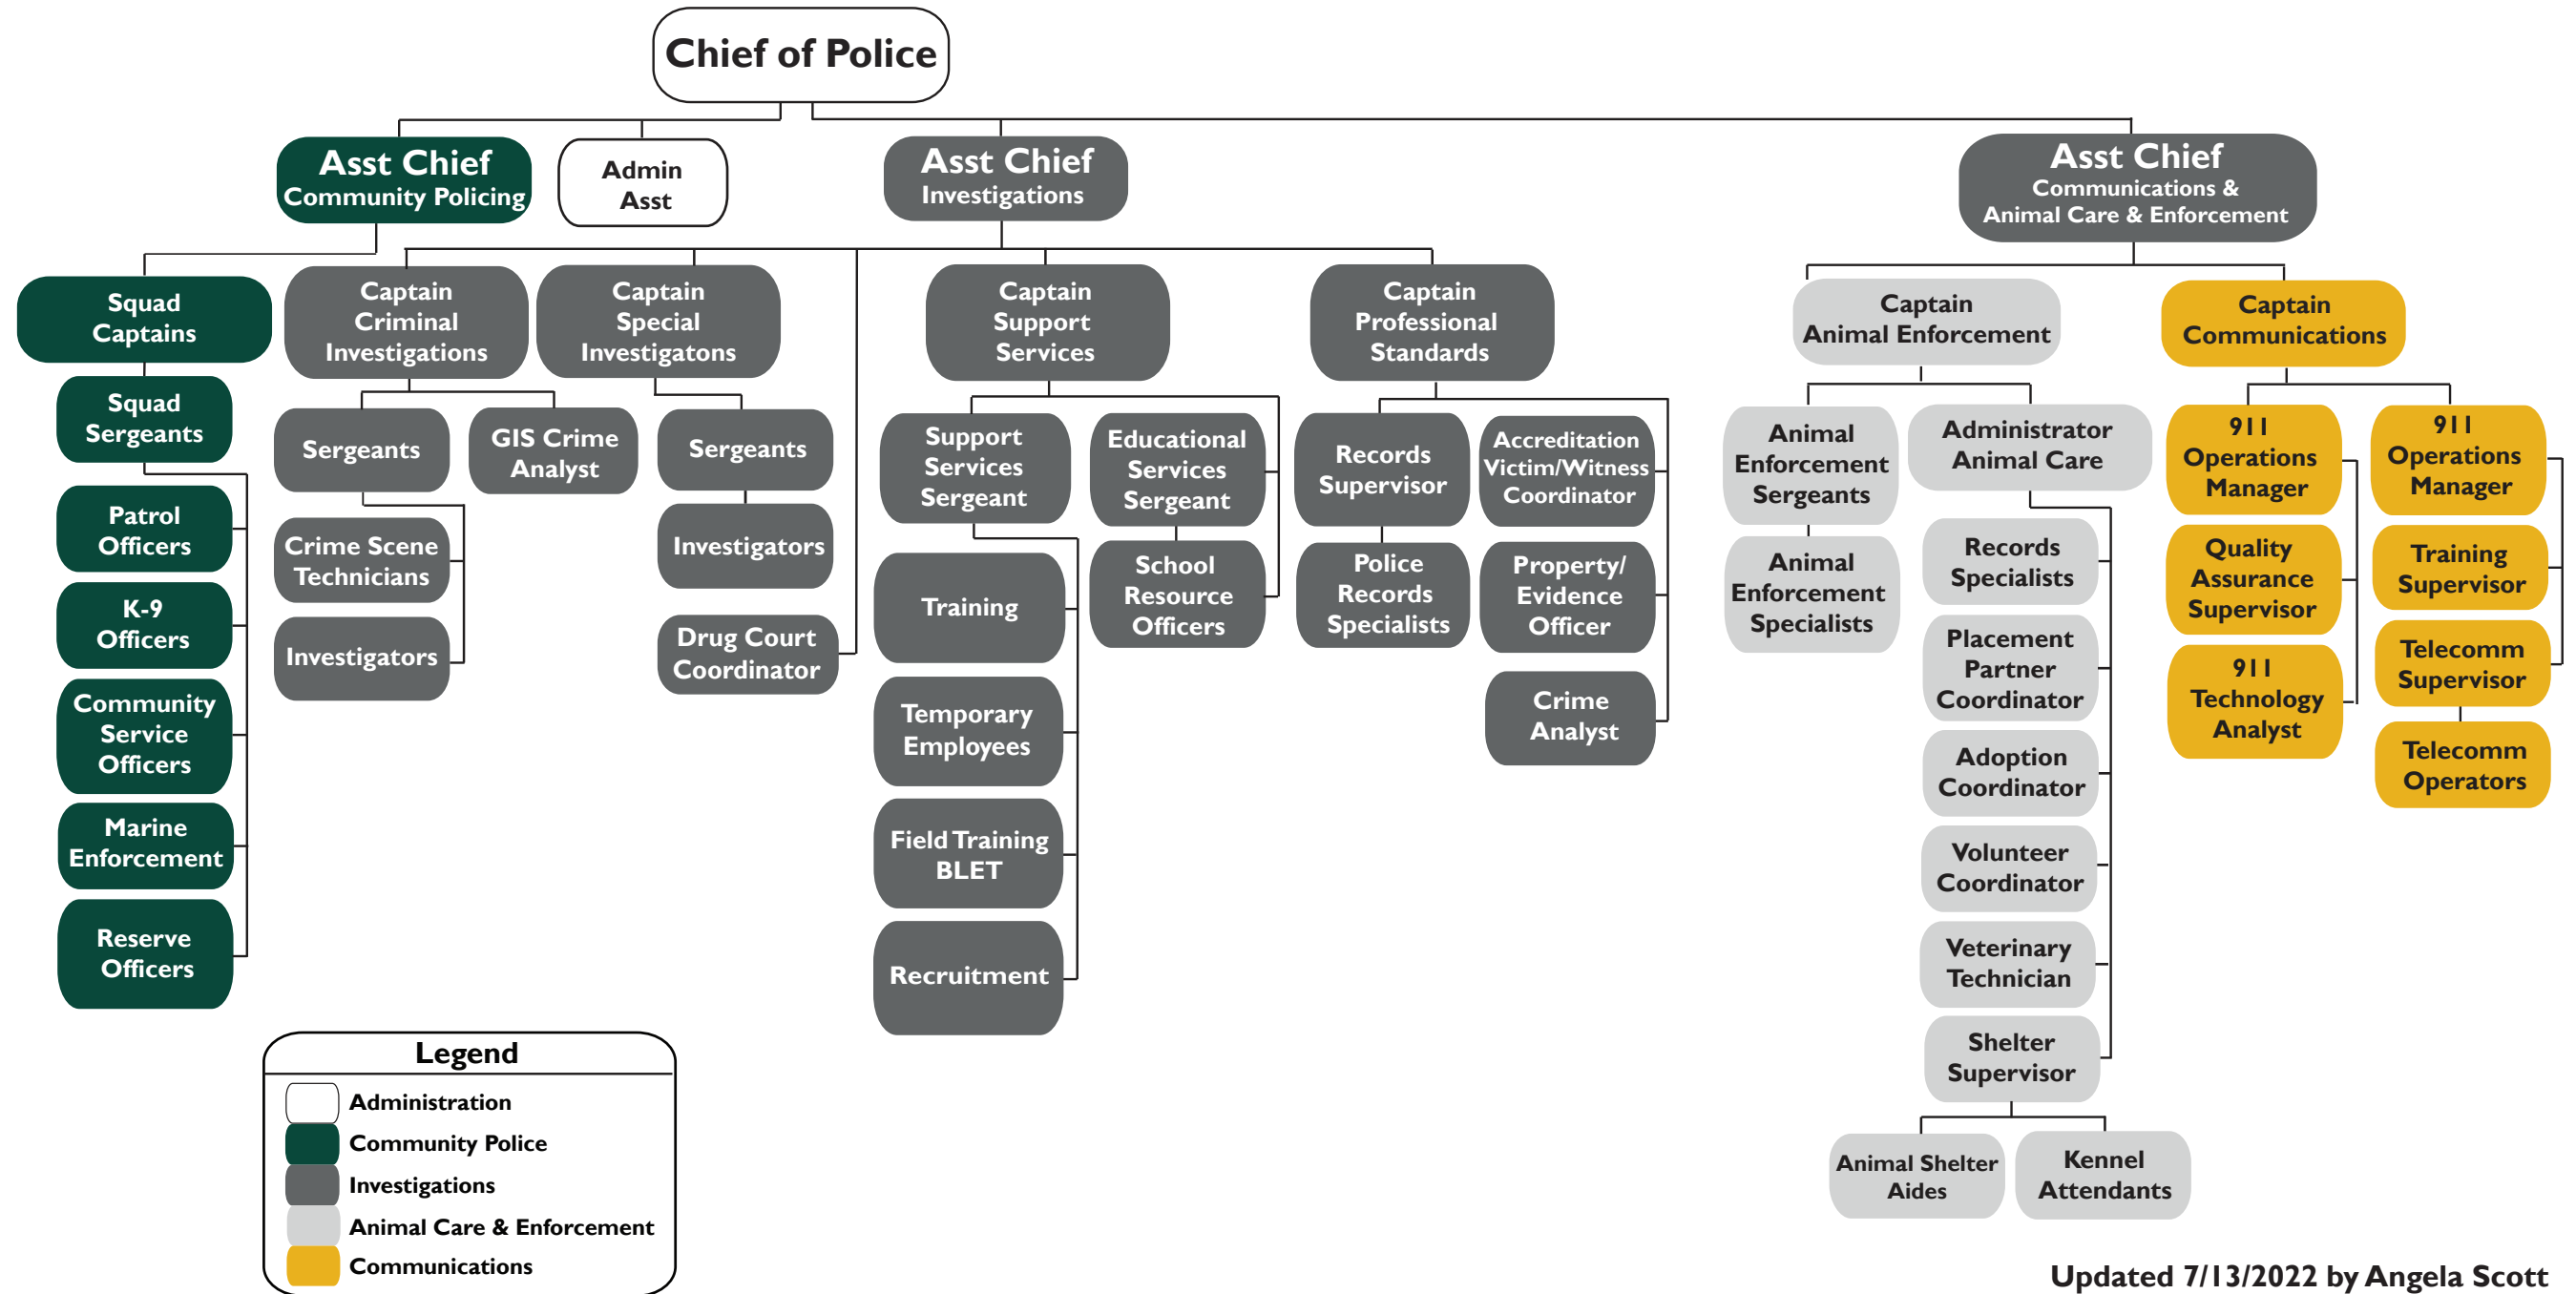 Chief of Police
Asst Chief
Community Policing
Admin
Asst
Asst Chief
Investigations
Asst Chief
Communications &
Animal Care & Enforcement
Squad
Captains
Squad
Sergeants
Patrol
Officers
K-9
Officers
Community
Service
Officers
Marine
Enforcement
Reserve
Officers
Captain
Criminal
Investigations
Sergeants
GIS Crime
Analyst
Crime Scene
Technicians
Investigators
Captain
Special
Investigatons
Sergeants
Investigators
Drug Court
Coordinator
Captain
Support
Services
Support
Services
Sergeant
Training
Temporary
Employees
Field Training
BLET
Recruitment
Educational
Services
Sergeant
School
Resource
Officers
Captain
Professional
Standards
Records
Supervisor
Police
Records
Specialists
Accreditation
Victim/Witness
Coordinator
Property/
Evidence
Officer
Crime
Analyst
Captain
Animal Enforcement
Animal
Enforcement
Sergeants
Animal
Enforcement
Specialists
Administrator
Animal Care
Records
Specialists
Placement
Partner
Coordinator
Adoption
Coordinator
Volunteer
Coordinator
Veterinary
Technician
Shelter
Supervisor
Animal Shelter
Aides
Kennel
Attendants
Captain
Communications
911
Operations
Manager
Quality
Assurance
Supervisor
911
Technology
Analyst
911
Operations
Manager
Training
Supervisor
Telecomm
Supervisor
Telecomm
Operators
Legend
Administration
Community Police
Investigations
Animal Care & Enforcement
Communications
Updated 7/13/2022 by Angela Scott